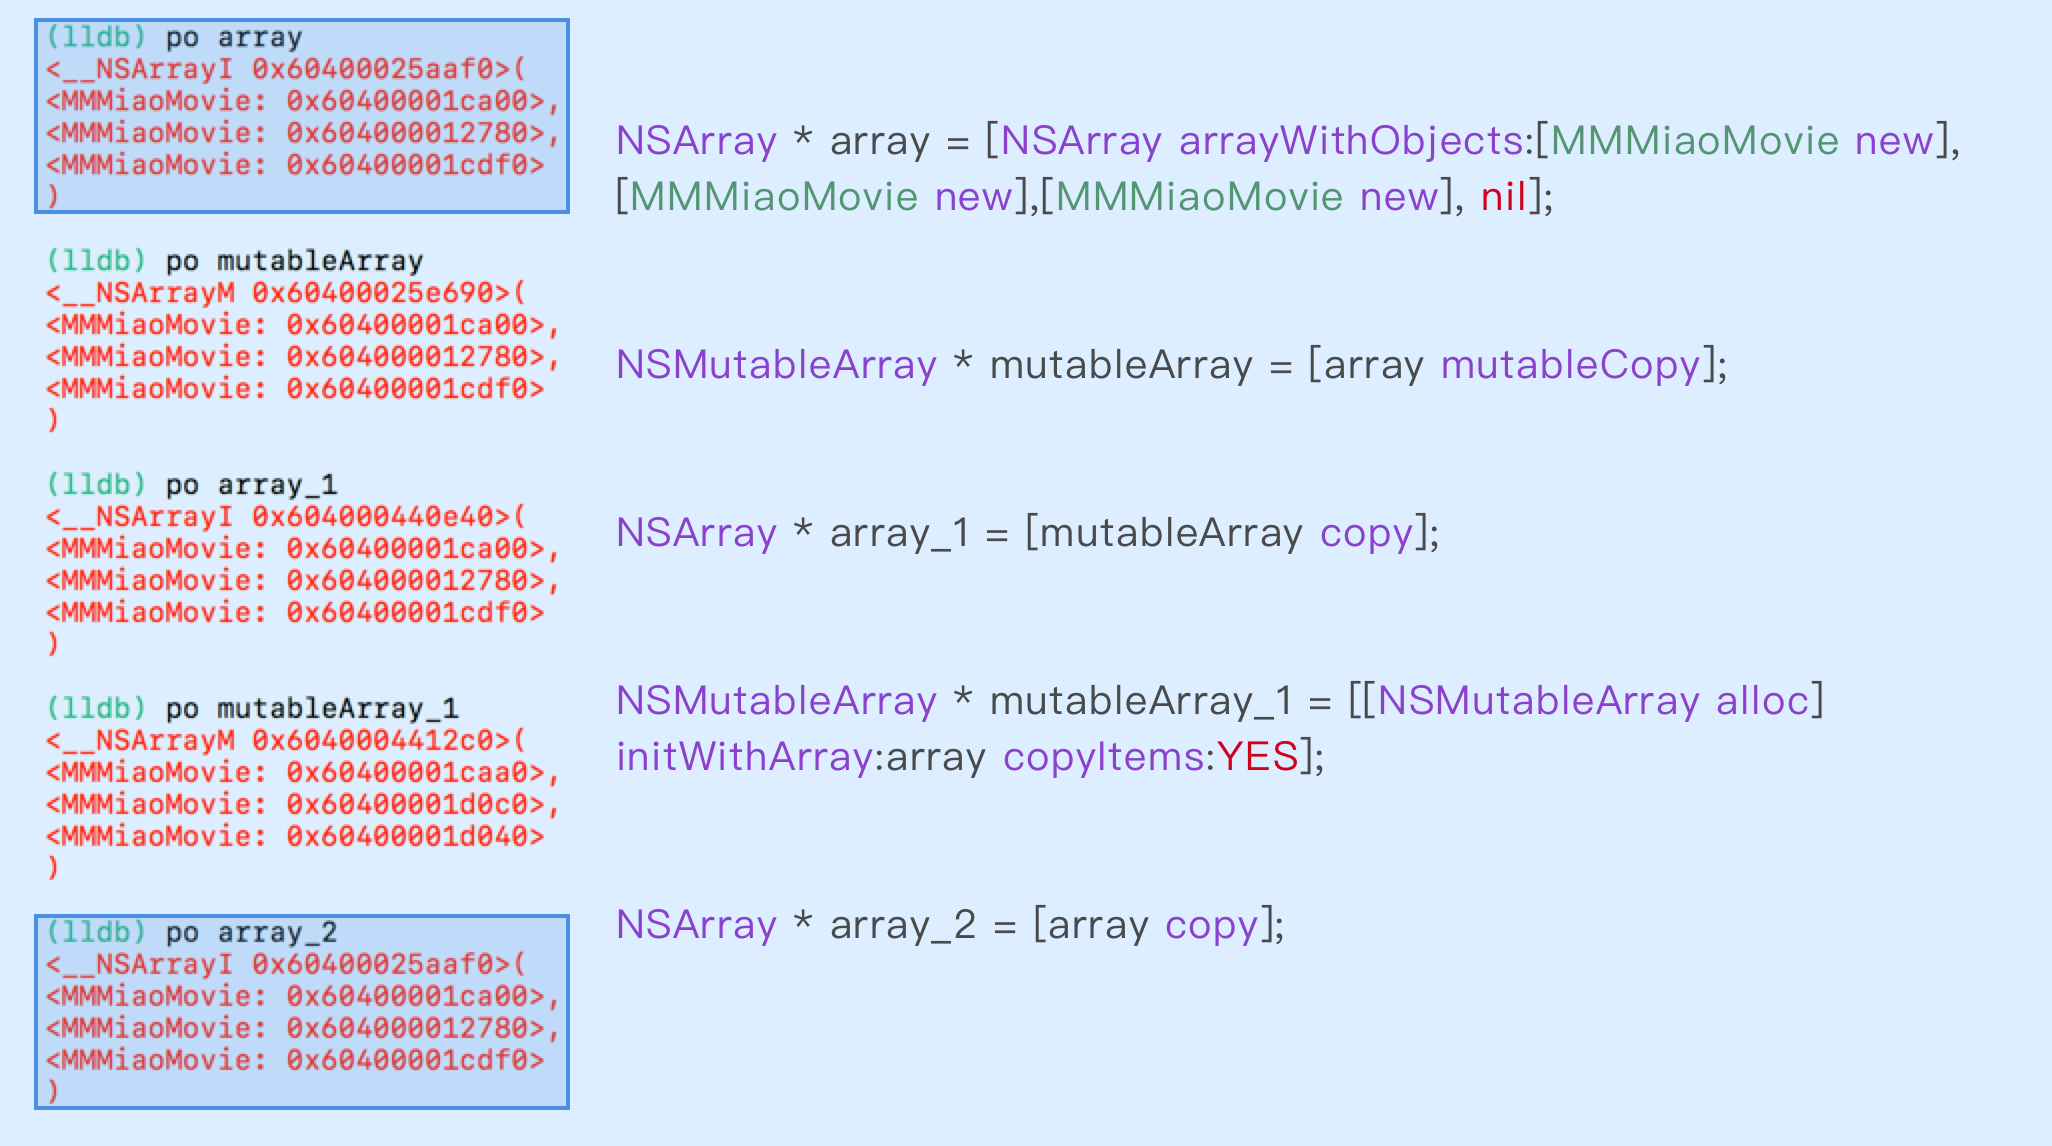 (lldb) po array
<__NSArrayI 0x60400025aaf0>(
<MMMiaoMovie: 0x60400001ca00>,
<MMMiaoMovie: 0x604000012780>,
<MMMiaoMovie: 0x60400001cdf0>
)
NSArray * array = [NSArray arrayWithObjects:[MMMiaoMovie new],
[MMMiaoMovie new],[MMMiaoMovie new], nil];
(lldb) po mutableArray
<__NSArrayM 0x60400025e690>(
<MMMiaoMovie: 0x60400001ca00>,
<MMMiaoMovie: 0x604000012780>,
<MMMiaoMovie: 0x60400001cdf0>
)
NSMutableArray * mutableArray = [array mutableCopy];
(lldb) po array_1
<__NSArrayI 0x604000440e40>(
<MMMiaoMovie: 0x60400001ca00>,
<MMMiaoMovie: 0x604000012780>,
<MMMiaoMovie: 0x60400001cdf0>
)
NSArray * array_1 = [mutableArray copy];
(lldb) po mutableArray_1
<__NSArrayM 0x6040004412c0>(
<MMMiaoMovie: 0x60400001caa0>,
<MMMiaoMovie: 0x60400001d0c0>,
<MMMiaoMovie: 0x60400001d040>
)
NSMutableArray * mutableArray_1 = [[NSMutableArray alloc]
initWithArray:array copyItems:YES];
(lldb) po array_2
<__NSArrayI 0x60400025aaf0>(
<MMMiaoMovie: 0x60400001ca00>,
<MMMiaoMovie: 0x604000012780>,
<MMMiaoMovie: 0x60400001cdf0>
)
NSArray * array_2 = [array copy];